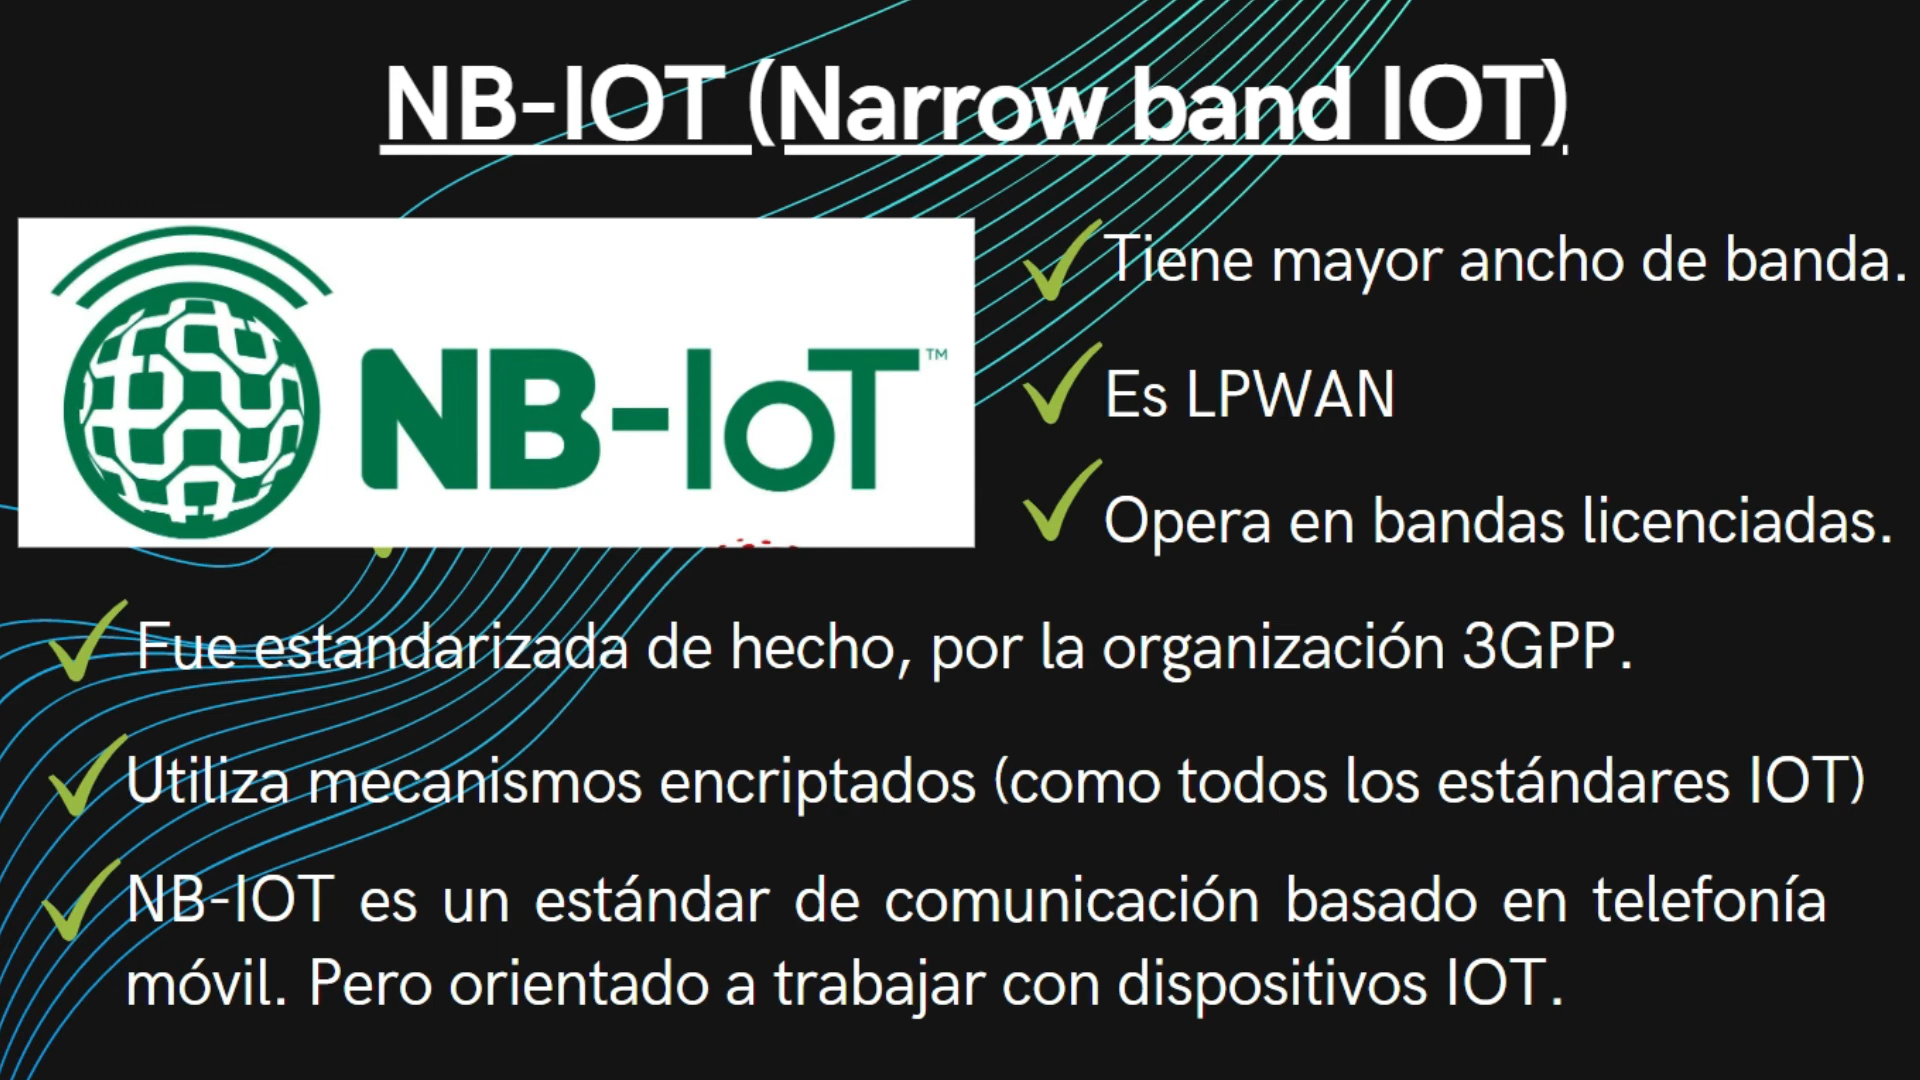 NB-IOT (Narrow band IOT)
NB-IoT™
Tiene mayor ancho de banda.
Es LPWAN
Opera en bandas licenciadas.
Fue estandarizada de hecho, por la organización 3GPP.
Utiliza mecanismos encriptados (como todos los estándares IOT)
NB-IOT es un estándar de comunicación basado en telefonía
móvil. Pero orientado a trabajar con dispositivos IOT.